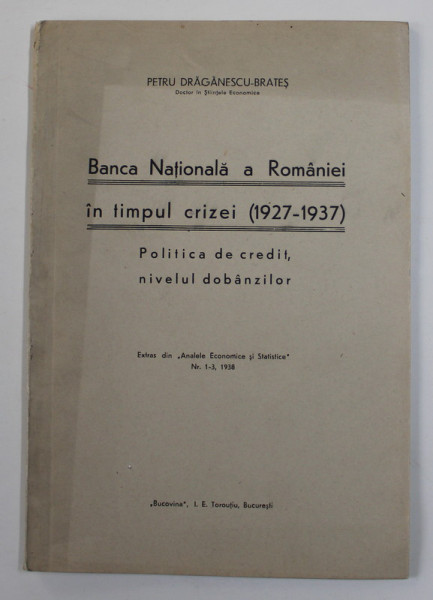 PETRU DRĂGĂNESCU-BRATEȘ
Doctor în Științele Economice
Banca Națională a României
în timpul crizei (1927-1937)
Politica de credit,
nivelul dobânzilor
Extras din „Analele Economice și Statistice"
Nr. 1-3, 1938
„Bucovina", I. E. Torouțiu, București